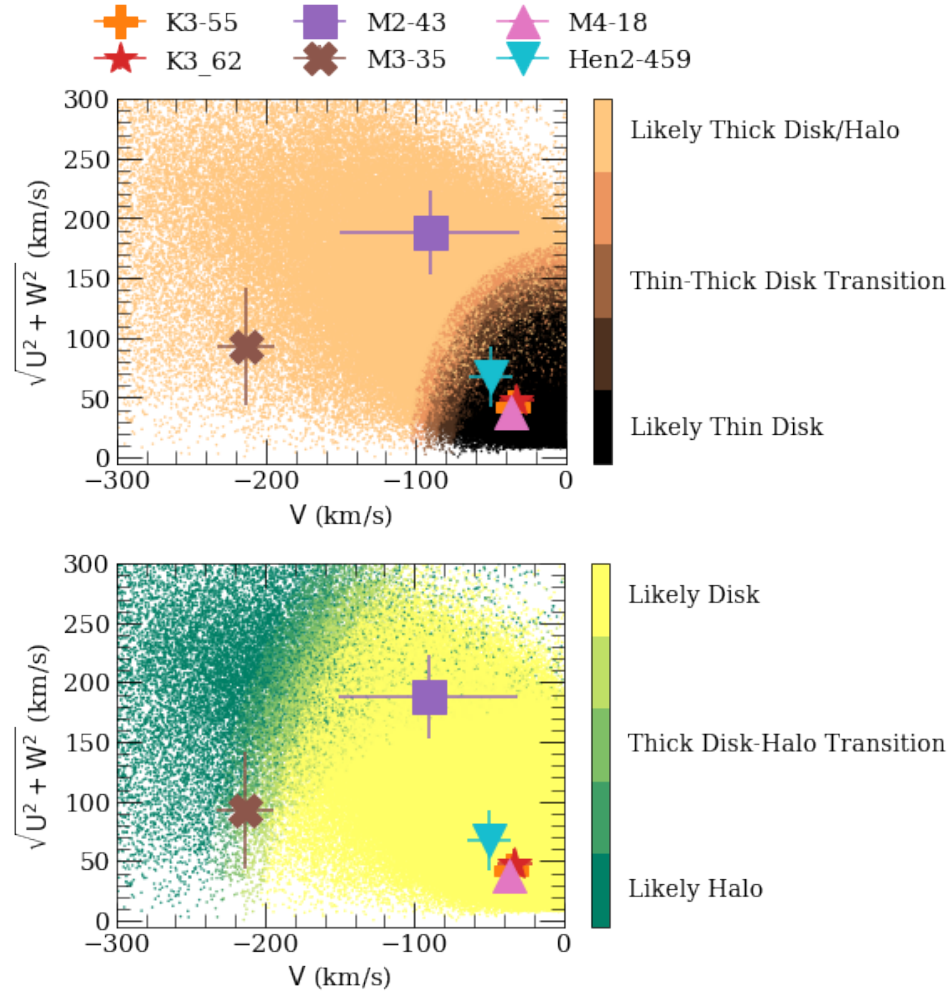 K3-55 M2-43 M4-18
K3_62 M3-35 Hen2-459
300
250
200
150
100
50
0
√U² + W² (km/s)
−300 −200 −100 0
V (km/s)
Likely Thick Disk/Halo
Thin-Thick Disk Transition
Likely Thin Disk
300
250
200
150
100
50
0
√U² + W² (km/s)
−300 −200 −100 0
V (km/s)
Likely Disk
Thick Disk-Halo Transition
Likely Halo